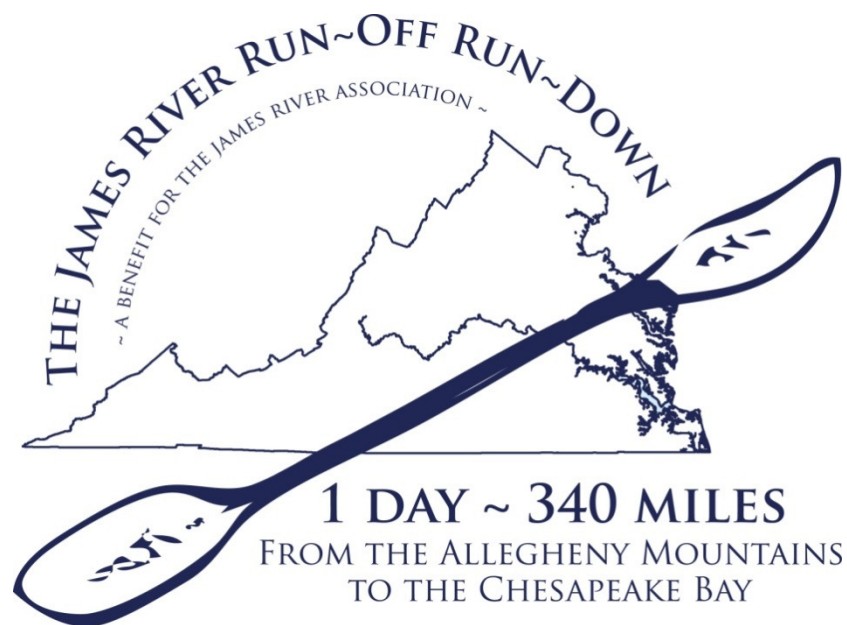 THE JAMES RIVER RUN~OFF RUN~DOWN
~ A BENEFIT FOR THE JAMES RIVER ASSOCIATION ~
1 DAY ~ 340 MILES
FROM THE ALLEGHENY MOUNTAINS
TO THE CHESAPEAKE BAY